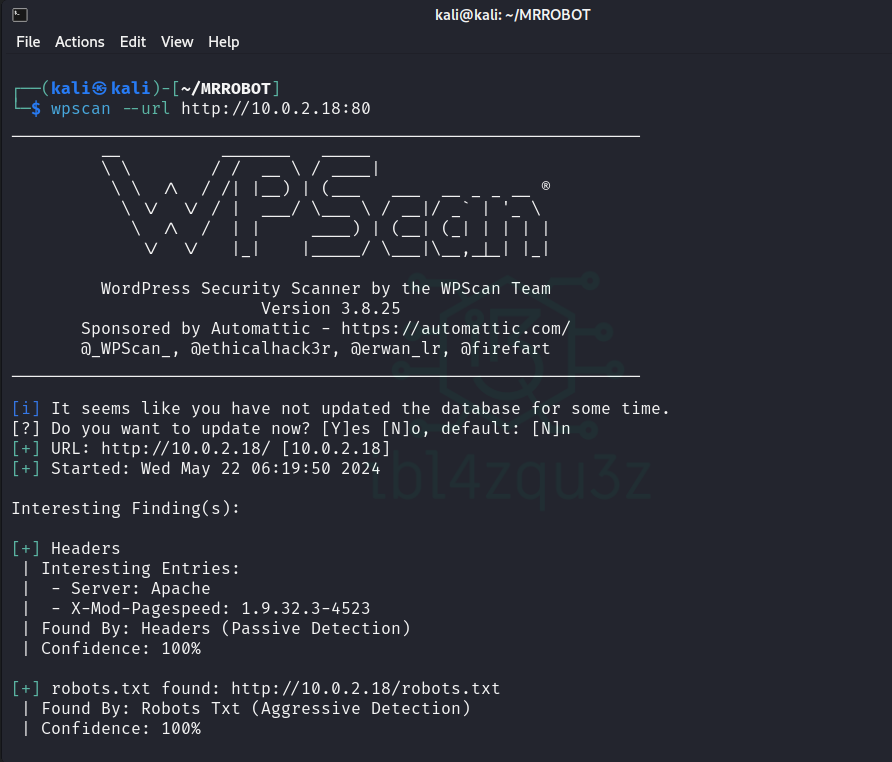 kali@kali: ~/MRROBOT
File Actions Edit View Help
┌──(kali㉿kali)-[~/MRROBOT]
└─$ wpscan --url http://10.0.2.18:80
WPScan ®
WordPress Security Scanner by the WPScan Team
Version 3.8.25
Sponsored by Automattic - https://automattic.com/
@_WPScan_, @ethicalhack3r, @erwan_lr, @firefart
[i] It seems like you have not updated the database for some time.
[?] Do you want to update now? [Y]es [N]o, default: [N]n
[+] URL: http://10.0.2.18/ [10.0.2.18]
[+] Started: Wed May 22 06:19:50 2024
lbl4zqu3z
Interesting Finding(s):
[+] Headers
| Interesting Entries:
|  - Server: Apache
|  - X-Mod-Pagespeed: 1.9.32.3-4523
| Found By: Headers (Passive Detection)
| Confidence: 100%
[+] robots.txt found: http://10.0.2.18/robots.txt
| Found By: Robots Txt (Aggressive Detection)
| Confidence: 100%